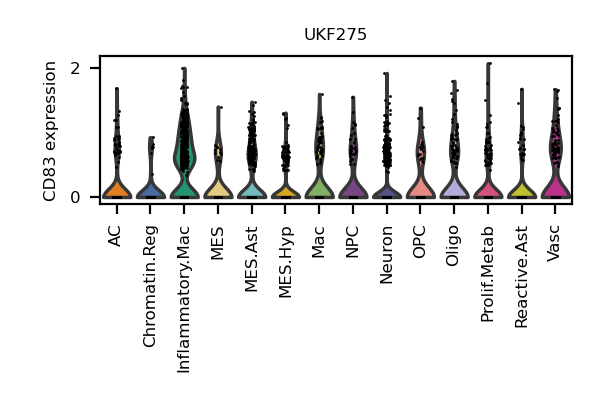 UKF275
CD83 expression
2
0
AC
Chromatin.Reg
Inflammatory.Mac
MES
MES.Ast
MES.Hyp
Mac
NPC
Neuron
OPC
Oligo
Prolif.Metab
Reactive.Ast
Vasc